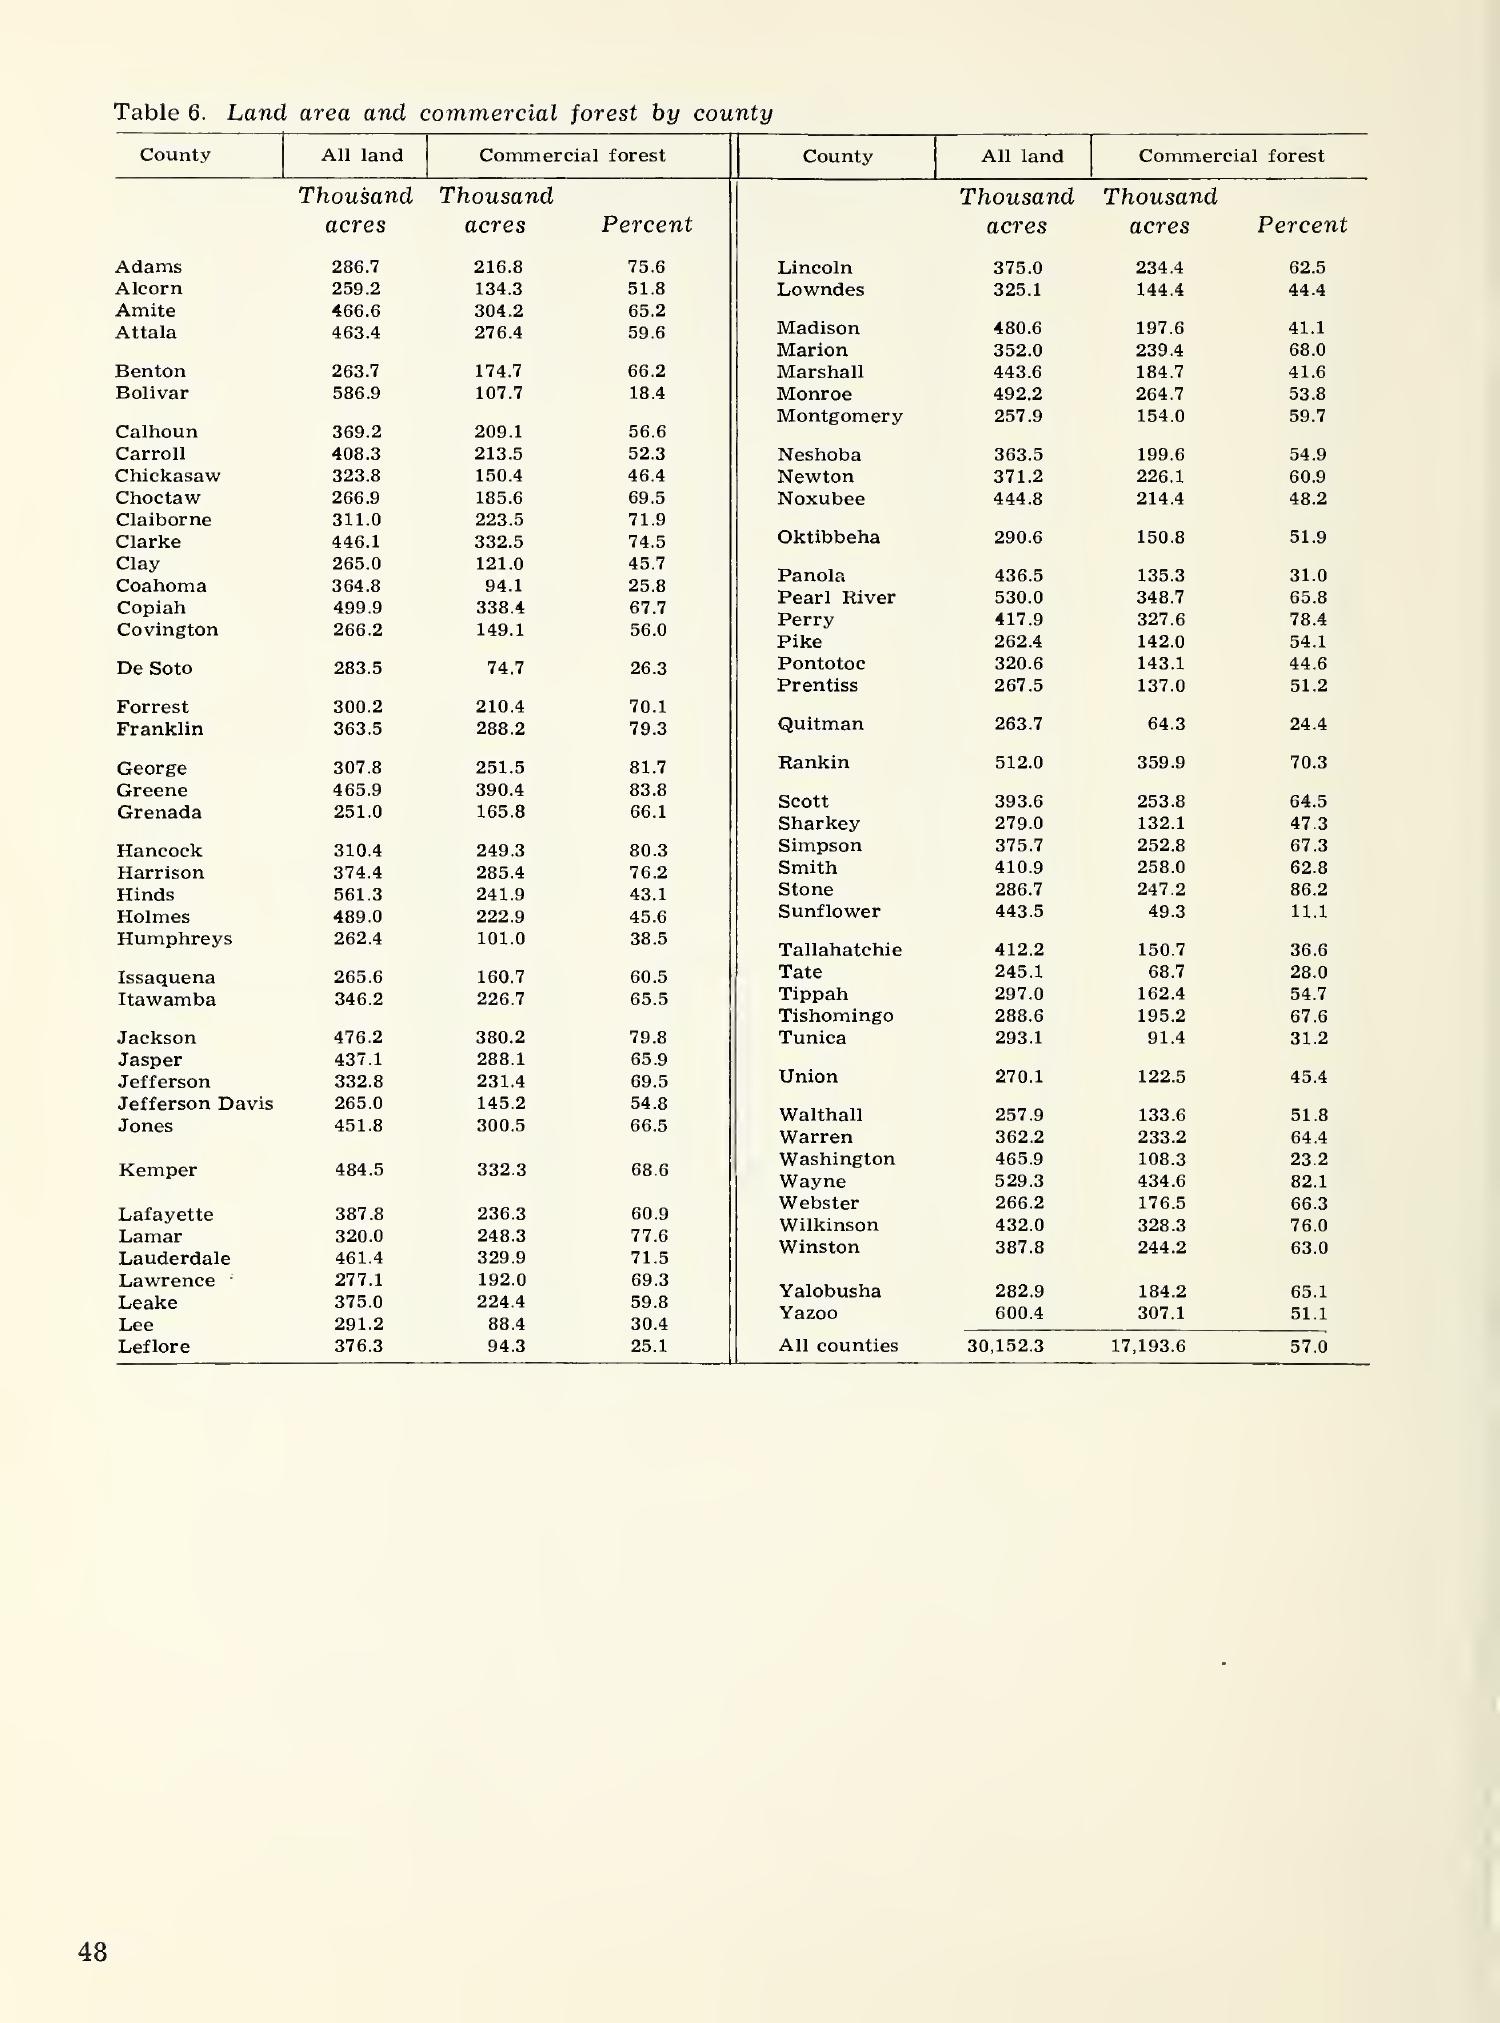 Table 6. Land area and commercial forest by county
County All land Commercial forest
Thousand Thousand
acres acres Percent
Adams 286.7 216.8 75.6
Alcorn 259.2 134.3 51.8
Amite 466.6 304.2 65.2
Attala 463.4 276.4 59.6
Benton 263.7 174.7 66.2
Bolivar 586.9 107.7 18.4
Calhoun 369.2 209.1 56.6
Carroll 408.3 213.5 52.3
Chickasaw 323.8 150.4 46.4
Choctaw 266.9 185.6 69.5
Claiborne 311.0 223.5 71.9
Clarke 446.1 332.5 74.5
Clay 265.0 121.0 45.7
Coahoma 364.8 94.1 25.8
Copiah 499.9 338.4 67.7
Covington 266.2 149.1 56.0
De Soto 283.5 74.7 26.3
Forrest 300.2 210.4 70.1
Franklin 363.5 288.2 79.3
George 307.8 251.5 81.7
Greene 465.9 390.4 83.8
Grenada 251.0 165.8 66.1
Hancock 310.4 249.3 80.3
Harrison 374.4 285.4 76.2
Hinds 561.3 241.9 43.1
Holmes 489.0 222.9 45.6
Humphreys 262.4 101.0 38.5
Issaquena 265.6 160.7 60.5
Itawamba 346.2 226.7 65.5
Jackson 476.2 380.2 79.8
Jasper 437.1 288.1 65.9
Jefferson 332.8 231.4 69.5
Jefferson Davis 265.0 145.2 54.8
Jones 451.8 300.5 66.5
Kemper 484.5 332.3 68.6
Lafayette 387.8 236.3 60.9
Lamar 320.0 248.3 77.6
Lauderdale 461.4 329.9 71.5
Lawrence 277.1 192.0 69.3
Leake 375.0 224.4 59.8
Lee 291.2 88.4 30.4
Leflore 376.3 94.3 25.1
County All land Commercial forest
Thousand Thousand
acres acres Percent
Lincoln 375.0 234.4 62.5
Lowndes 325.1 144.4 44.4
Madison 480.6 197.6 41.1
Marion 352.0 239.4 68.0
Marshall 443.6 184.7 41.6
Monroe 492.2 264.7 53.8
Montgomery 257.9 154.0 59.7
Neshoba 363.5 199.6 54.9
Newton 371.2 226.1 60.9
Noxubee 444.8 214.4 48.2
Oktibbeha 290.6 150.8 51.9
Panola 436.5 135.3 31.0
Pearl River 530.0 348.7 65.8
Perry 417.9 327.6 78.4
Pike 262.4 142.0 54.1
Pontotoc 320.6 143.1 44.6
Prentiss 267.5 137.0 51.2
Quitman 263.7 64.3 24.4
Rankin 512.0 359.9 70.3
Scott 393.6 253.8 64.5
Sharkey 279.0 132.1 47.3
Simpson 375.7 252.8 67.3
Smith 410.9 258.0 62.8
Stone 286.7 247.2 86.2
Sunflower 443.5 49.3 11.1
Tallahatchie 412.2 150.7 36.6
Tate 245.1 68.7 28.0
Tippah 297.0 162.4 54.7
Tishomingo 288.6 195.2 67.6
Tunica 293.1 91.4 31.2
Union 270.1 122.5 45.4
Walthall 257.9 133.6 51.8
Warren 362.2 233.2 64.4
Washington 465.9 108.3 23.2
Wayne 529.3 434.6 82.1
Webster 266.2 176.5 66.3
Wilkinson 432.0 328.3 76.0
Winston 387.8 244.2 63.0
Yalobusha 282.9 184.2 65.1
Yazoo 600.4 307.1 51.1
All counties 30,152.3 17,193.6 57.0
48